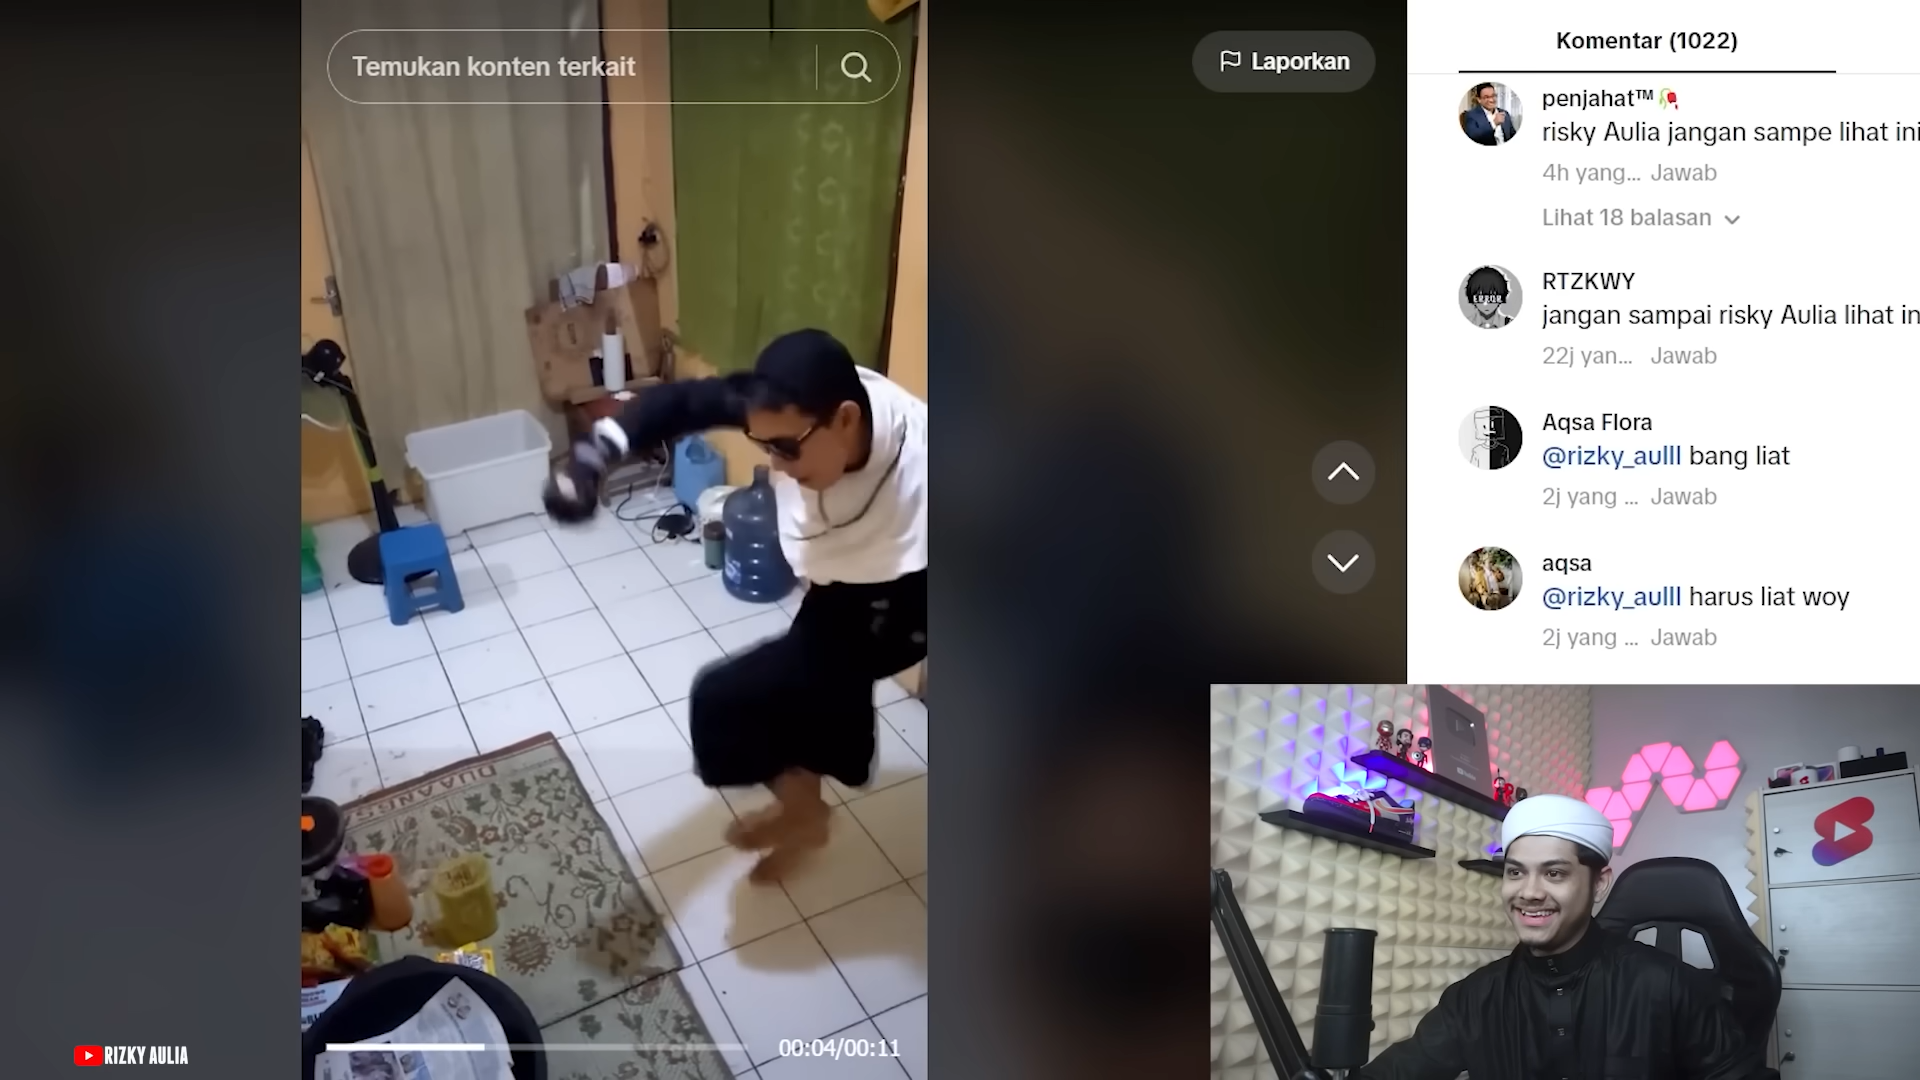 Temukan konten terkait
Laporkan
Komentar (1022)
penjahat™🥀
risky Aulia jangan sampe lihat ini
4h yang... Jawab
Lihat 18 balasan
RTZKWY
ERROR
jangan sampai risky Aulia lihat in
22j yan... Jawab
Aqsa Flora
@rizky_aulll bang liat
2j yang ... Jawab
aqsa
@rizky_aulll harus liat woy
2j yang ... Jawab
00:04/00:11
RIZKY AULIA